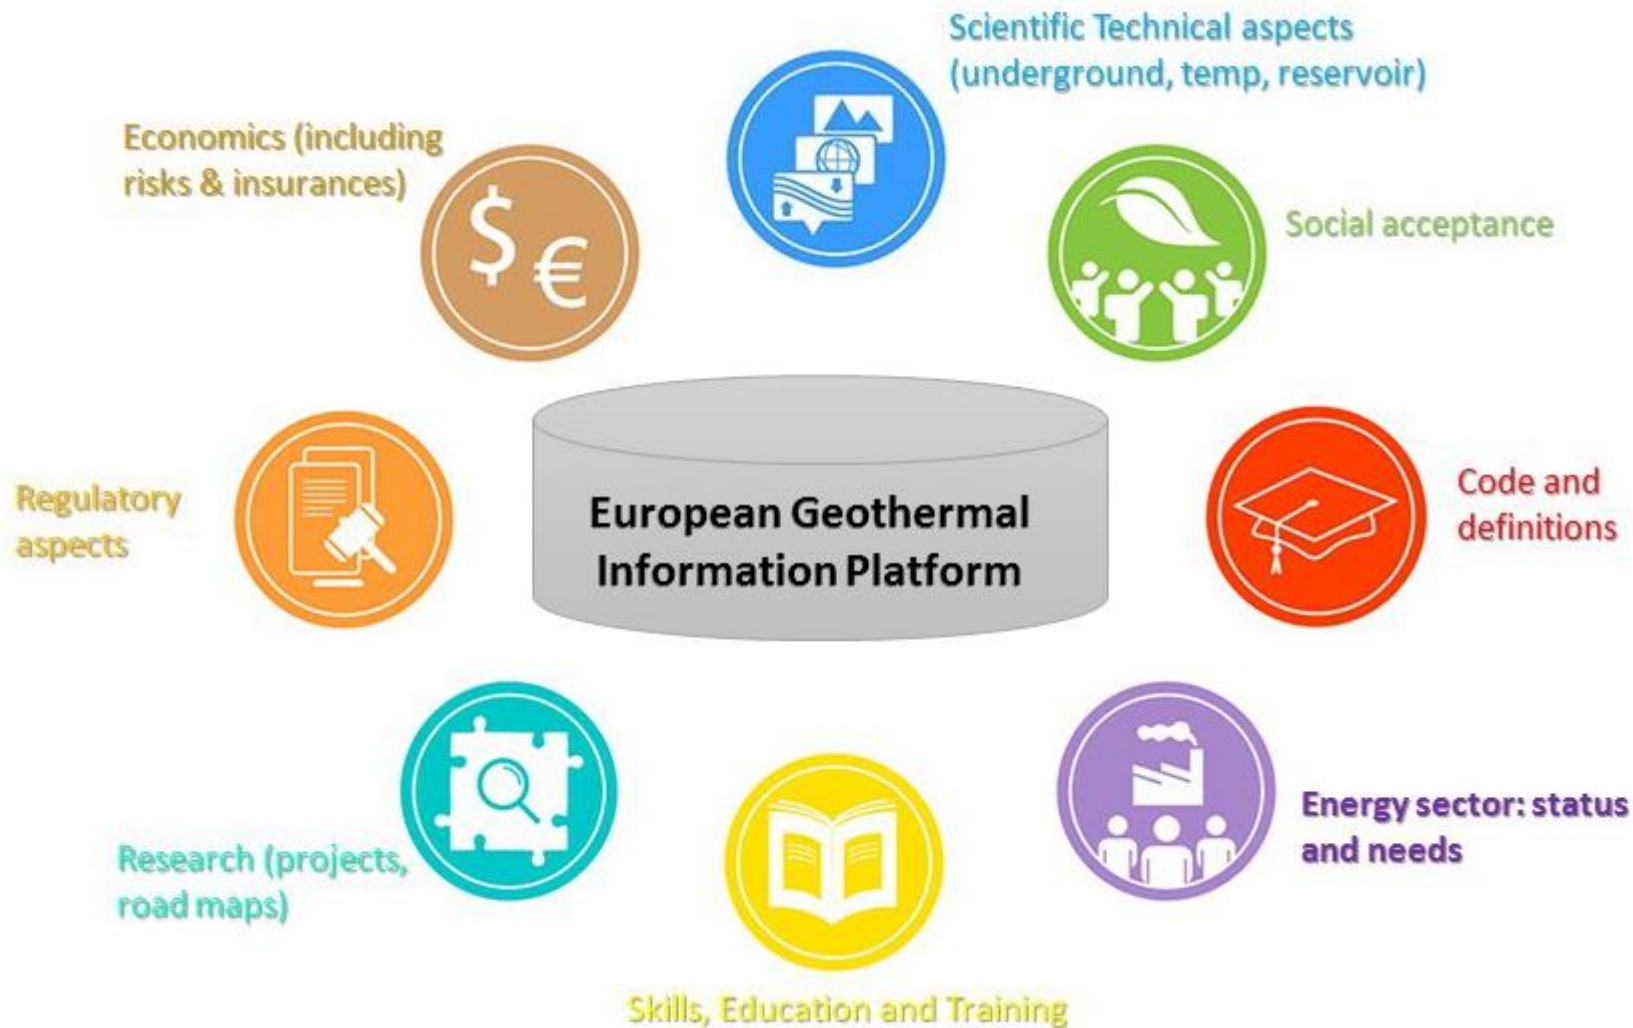 Scientific Technical aspects
(underground, temp, reservoir)
Economics (including
risks & insurances)
$ €
Social acceptance
Regulatory
aspects
European Geothermal
Information Platform
Code and
definitions
Energy sector: status
and needs
Research (projects,
road maps)
Skills, Education and Training